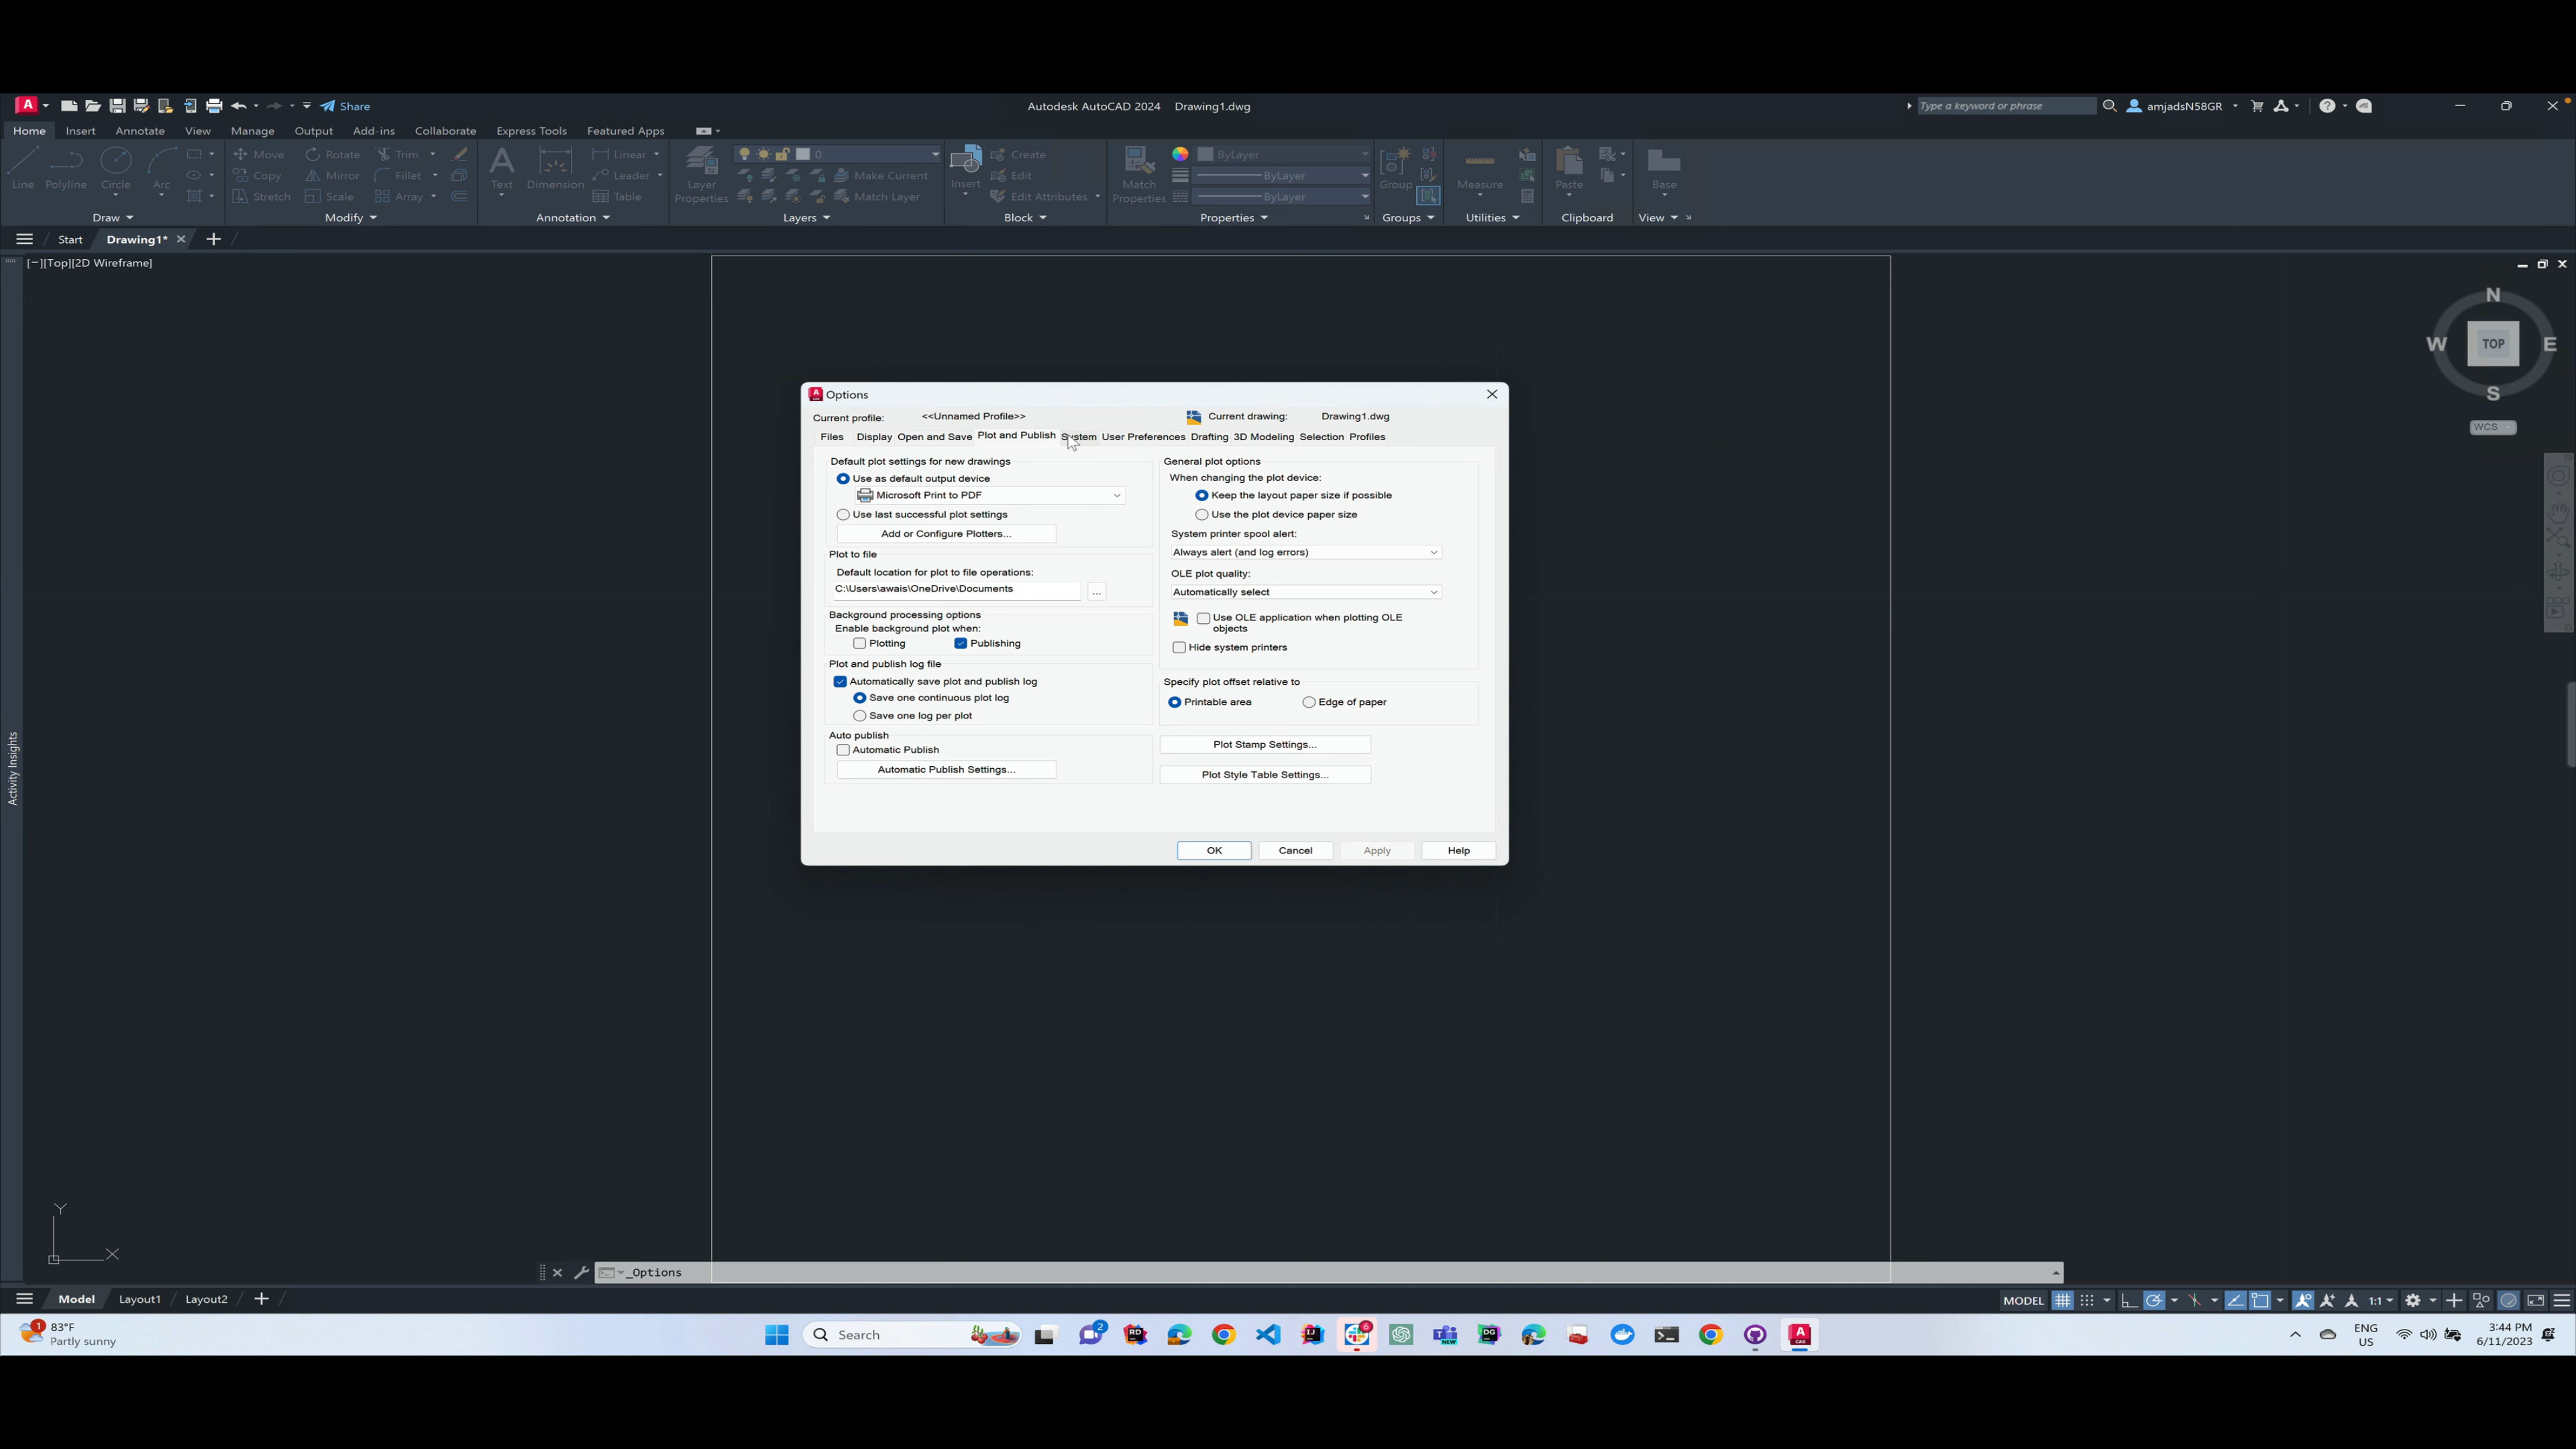 Share
Autodesk AutoCAD 2024 Drawing1.dwg
Type a keyword or phrase
amjadsN58GR
Home Insert Annotate View Manage Output Add-ins Collaborate Express Tools Featured Apps
Line Polyline Circle Arc
Move Rotate Trim
Copy Mirror Fillet
Stretch Scale Array
Text Dimension
Linear
Leader
Table
Layer
Properties
0
Make Current
Match Layer
Insert
Create
Edit
Edit Attributes
Match
Properties
ByLayer
ByLayer
ByLayer
Group
Measure
Paste
Base
Draw Modify Annotation Layers Block Properties Groups Utilities Clipboard View
Start Drawing1*
[−][Top][2D Wireframe]
N
W TOP E
S
WCS
Activity Insights
Options
Current profile: <<Unnamed Profile>> Current drawing: Drawing1.dwg
Files Display Open and Save Plot and Publish System User Preferences Drafting 3D Modeling Selection Profiles
Default plot settings for new drawings
Use as default output device
Microsoft Print to PDF
Use last successful plot settings
Add or Configure Plotters...
Plot to file
Default location for plot to file operations:
C:\Users\awais\OneDrive\Documents
...
Background processing options
Enable background plot when:
Plotting Publishing
Plot and publish log file
Automatically save plot and publish log
Save one continuous plot log
Save one log per plot
Auto publish
Automatic Publish
Automatic Publish Settings...
General plot options
When changing the plot device:
Keep the layout paper size if possible
Use the plot device paper size
System printer spool alert:
Always alert (and log errors)
OLE plot quality:
Automatically select
Use OLE application when plotting OLE
objects
Hide system printers
Specify plot offset relative to
Printable area Edge of paper
Plot Stamp Settings...
Plot Style Table Settings...
OK Cancel Apply Help
Y
X
_Options
Model Layout1 Layout2
MODEL 1:1
1
83°F
Partly sunny
Search
2
6
ENG
US
3:44 PM
6/11/2023